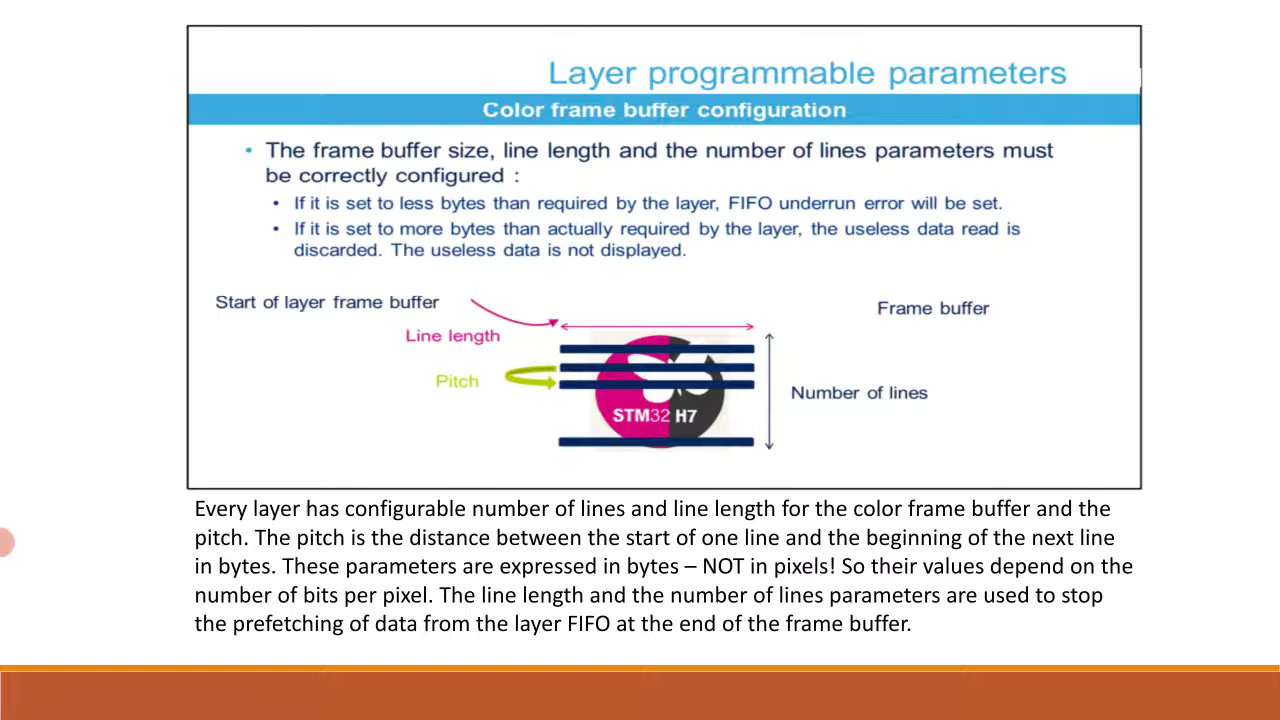 Layer programmable parameters
Color frame buffer configuration
• The frame buffer size, line length and the number of lines parameters must
be correctly configured :
• If it is set to less bytes than required by the layer, FIFO underrun error will be set.
• If it is set to more bytes than actually required by the layer, the useless data read is
discarded. The useless data is not displayed.
Start of layer frame buffer
Frame buffer
Line length
Pitch
Number of lines
STM32 H7
Every layer has configurable number of lines and line length for the color frame buffer and the
pitch. The pitch is the distance between the start of one line and the beginning of the next line
in bytes. These parameters are expressed in bytes – NOT in pixels! So their values depend on the
number of bits per pixel. The line length and the number of lines parameters are used to stop
the prefetching of data from the layer FIFO at the end of the frame buffer.